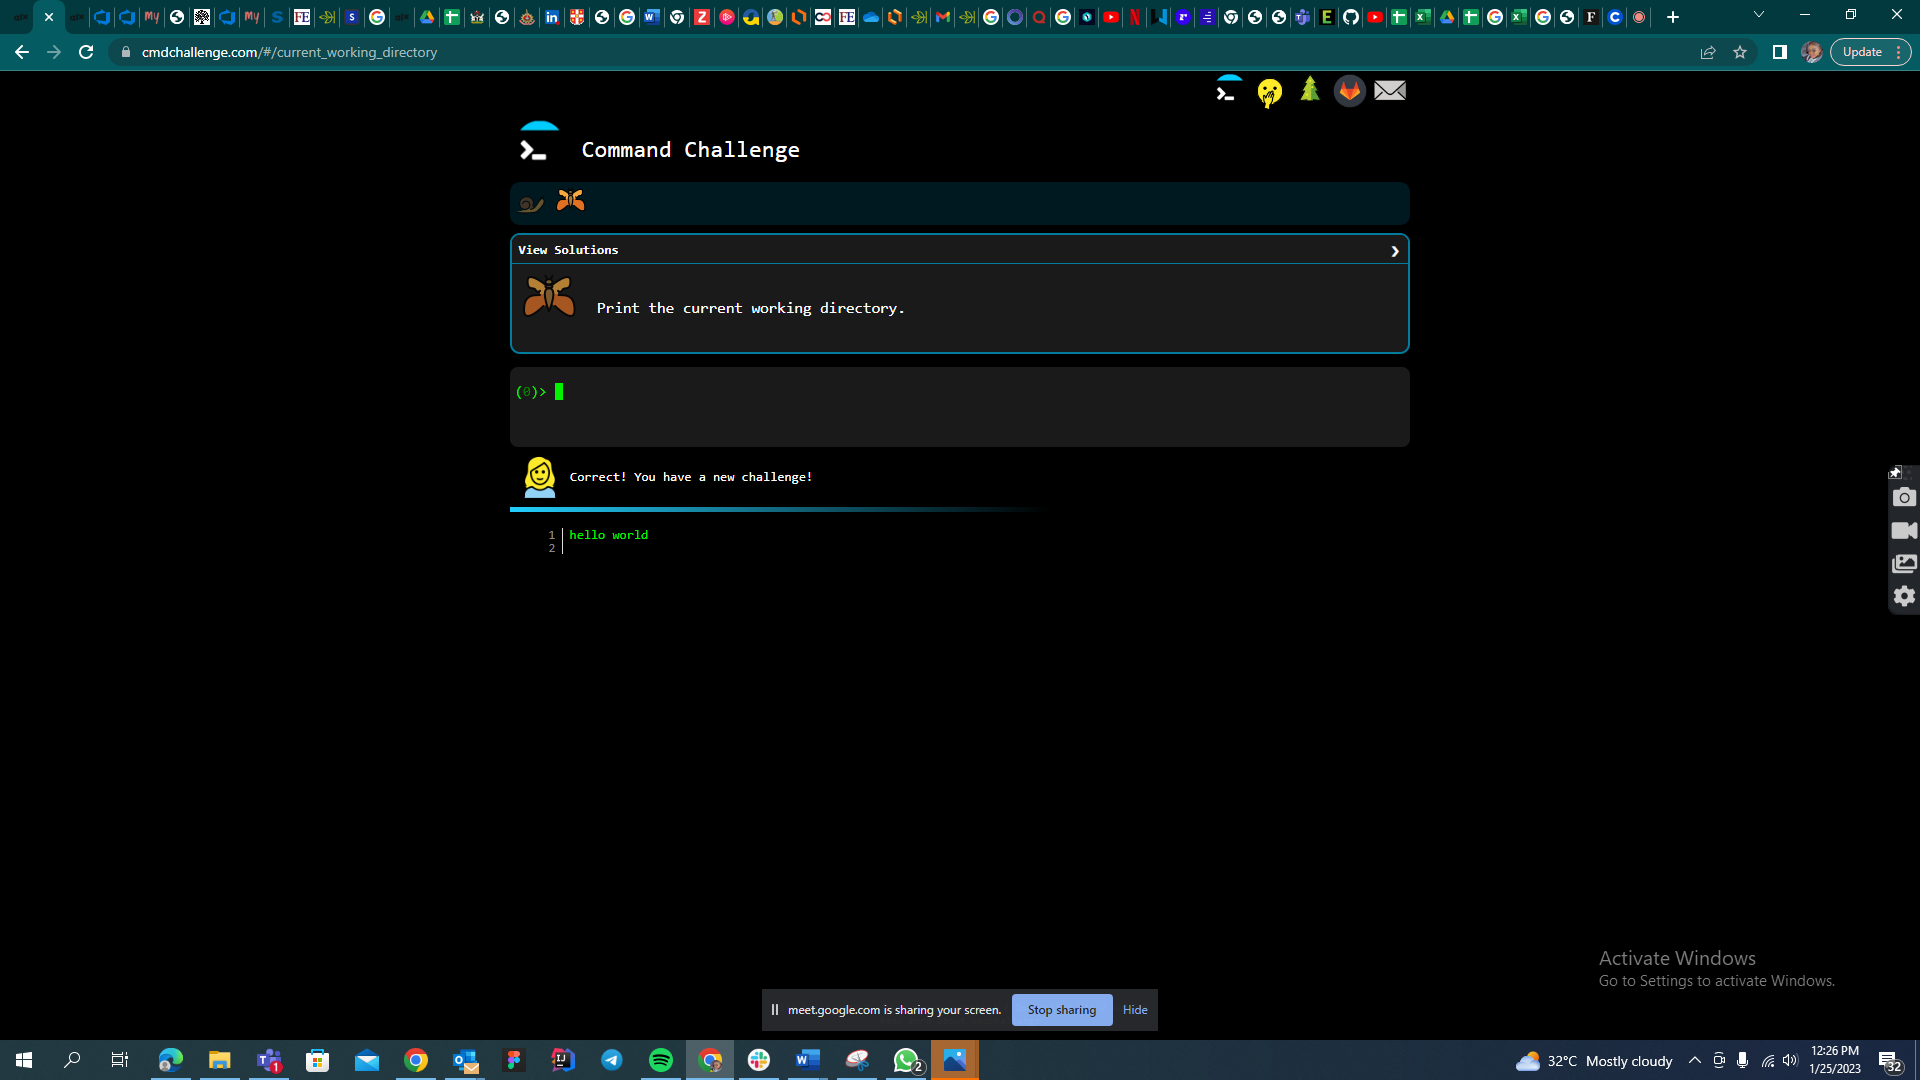 cmdchallenge.com/#/current_working_directory
Update
Command Challenge
View Solutions
Print the current working directory.
(0)>
Correct! You have a new challenge!
1 hello world
2
Activate Windows
Go to Settings to activate Windows.
meet.google.com is sharing your screen.
Stop sharing
Hide
32°C Mostly cloudy
12:26 PM
1/25/2023
32